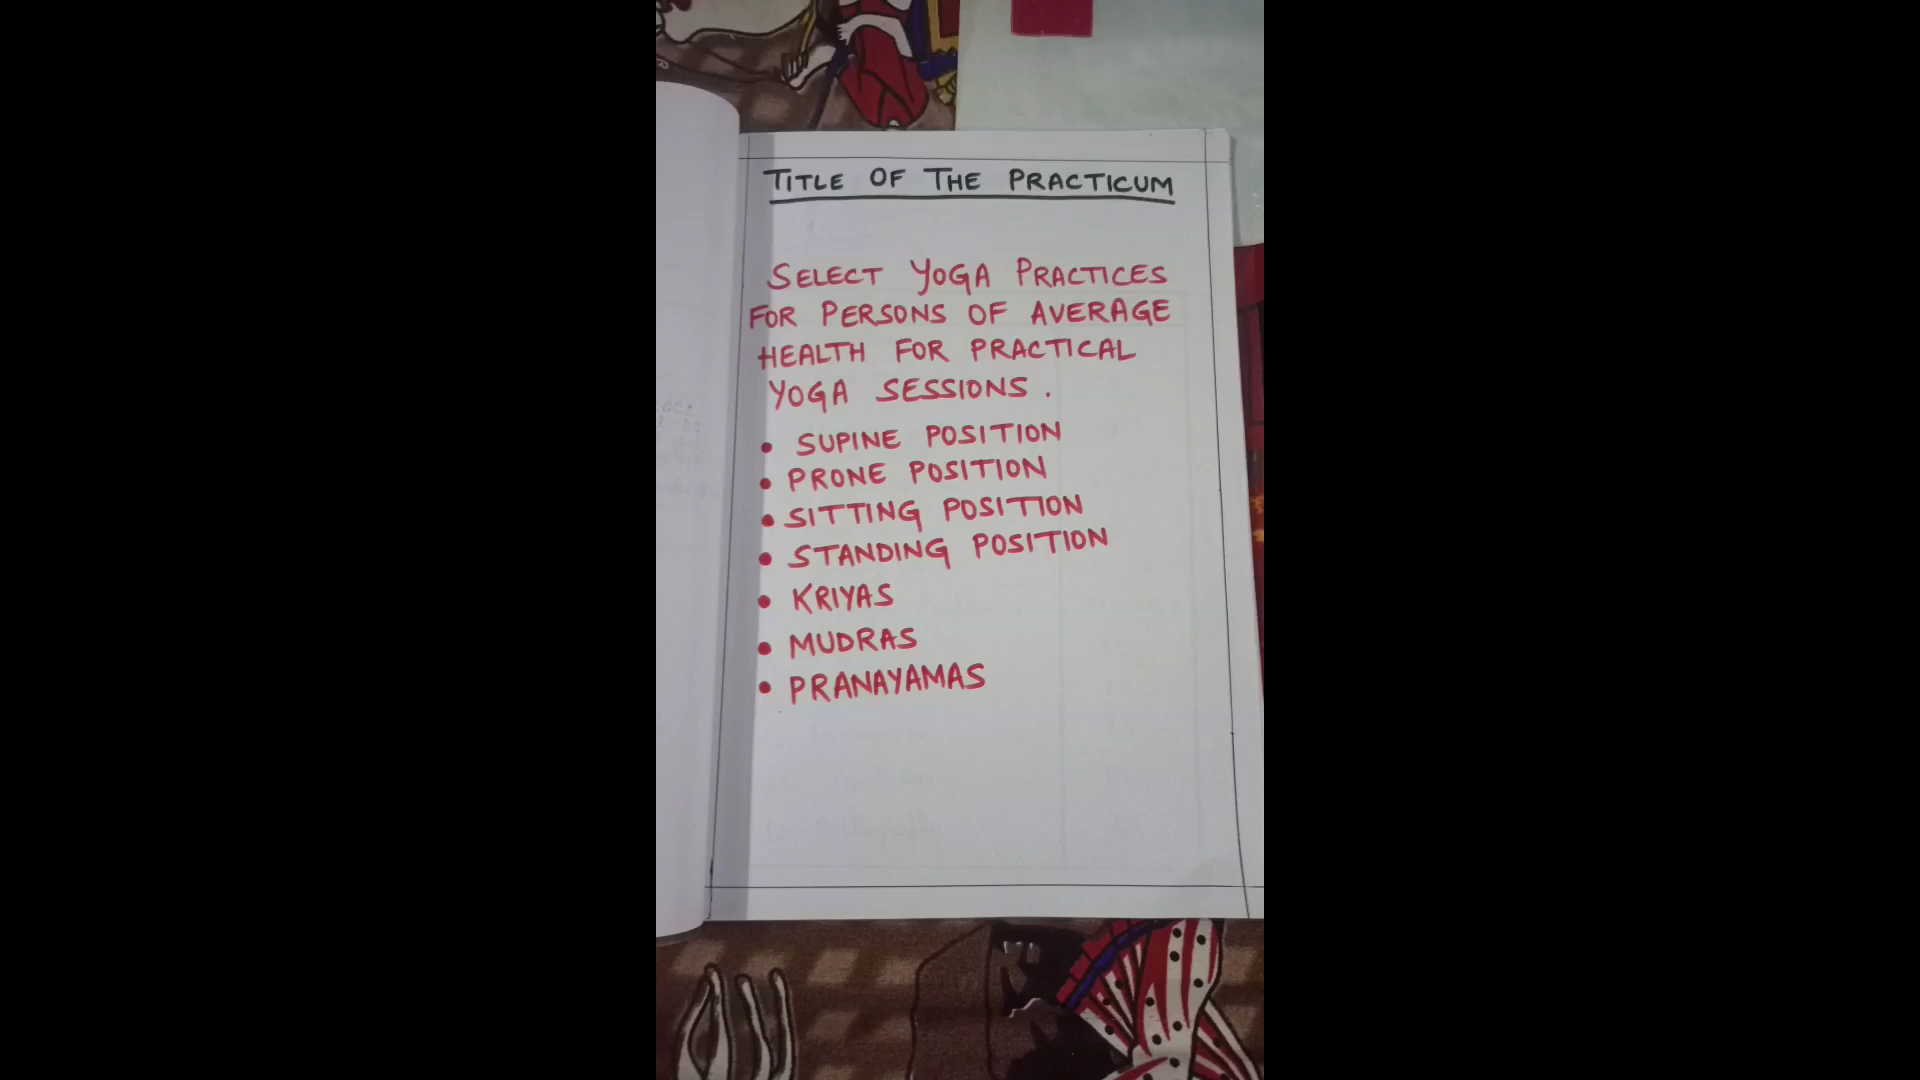 TITLE OF THE PRACTICUM
SELECT YOGA PRACTICES
FOR PERSONS OF AVERAGE
HEALTH FOR PRACTICAL
YOGA SESSIONS.
• SUPINE POSITION
• PRONE POSITION
• SITTING POSITION
• STANDING POSITION
• KRIYAS
• MUDRAS
• PRANAYAMAS